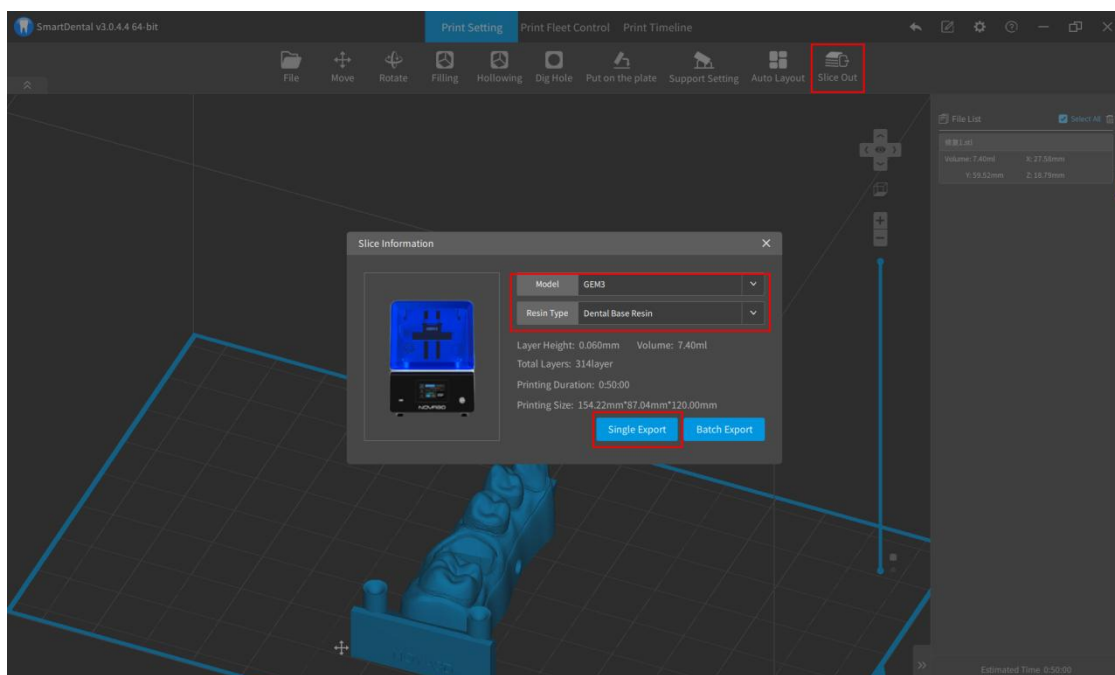 SmartDental v3.0.4.4 64-bit
Print Setting Print Fleet Control Print Timeline
File Move Rotate Filling Hollowing Dig Hole Put on the plate Support Setting Auto Layout Slice Out
File List Select All
Volume: 7.40ml X: 27.58mm
Y: 59.52mm Z: 18.79mm
Slice Information
Model GEM3
Resin Type Dental Base Resin
Layer Height: 0.060mm Volume: 7.40ml
Total Layers: 314layer
Printing Duration: 0:50:00
Printing Size: 154.22mm*87.04mm*120.00mm
Single Export Batch Export
Estimated Time 0:50:00